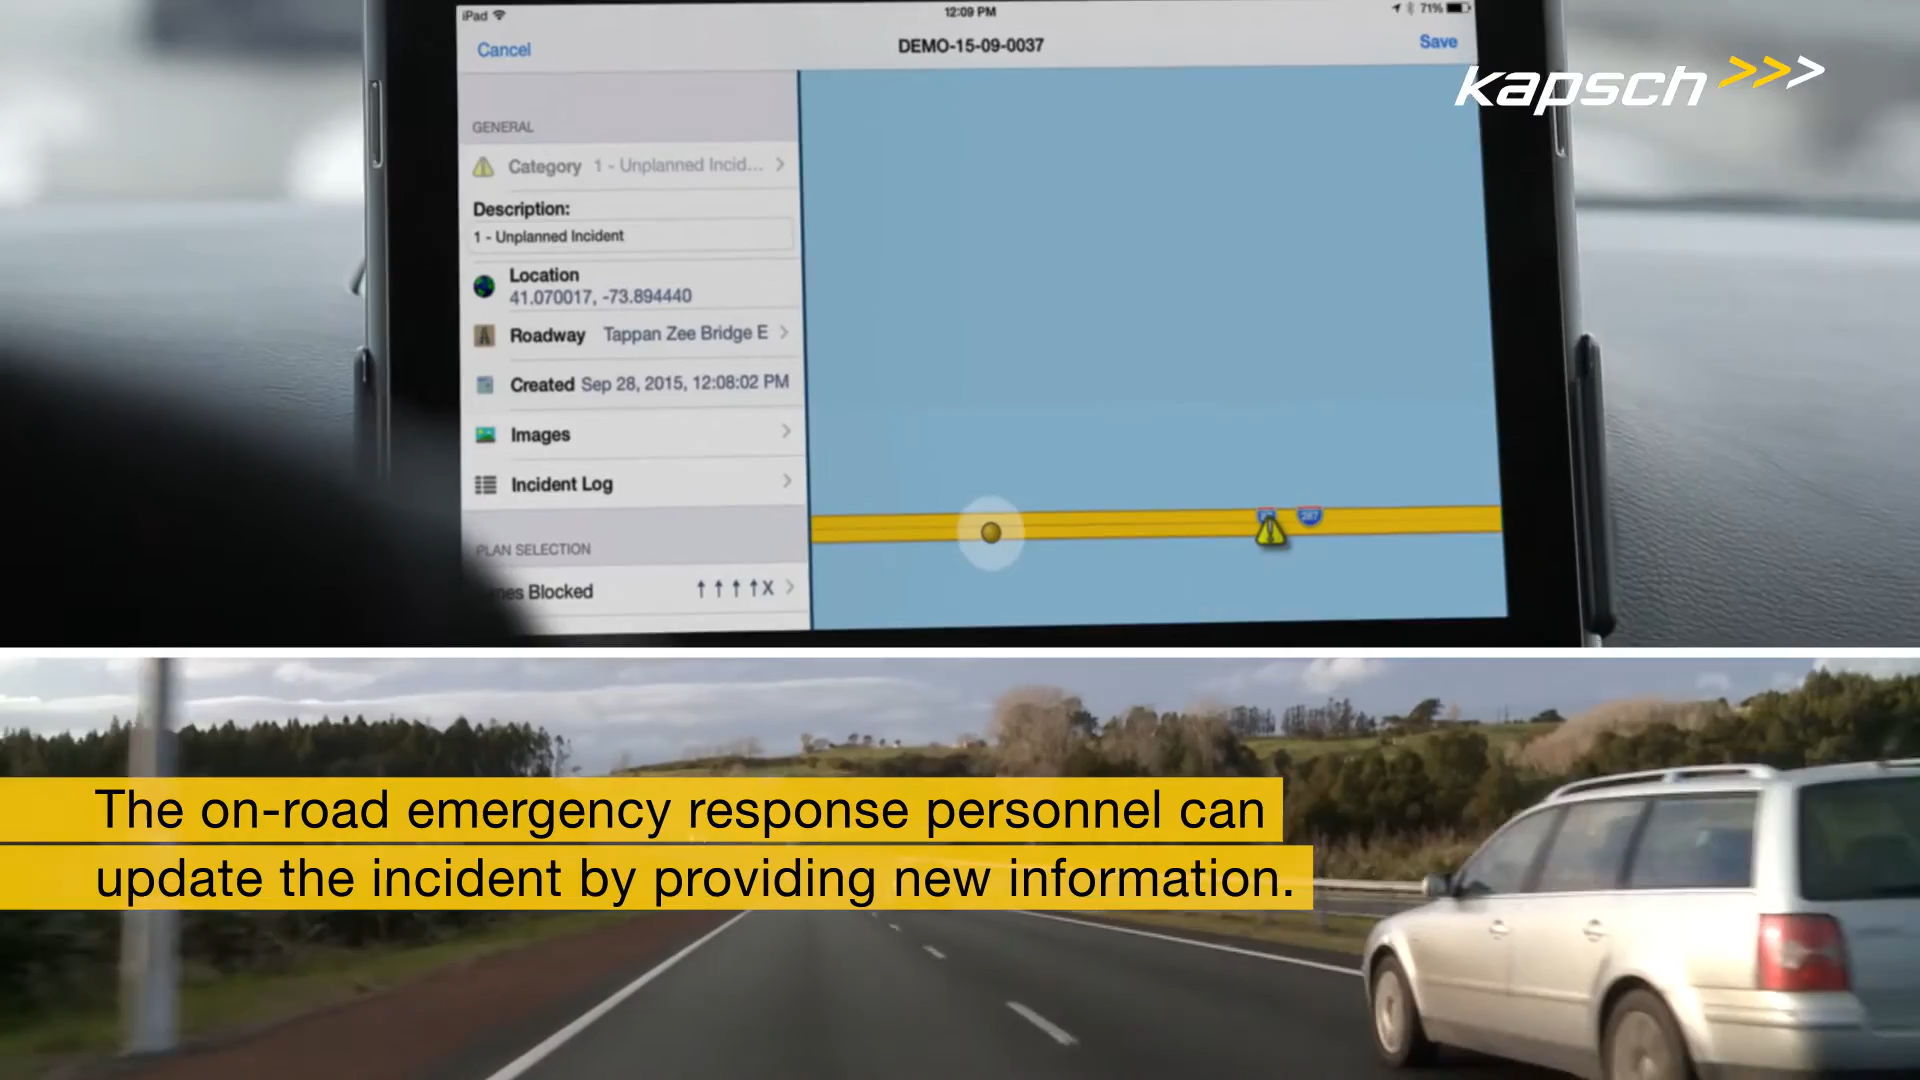 iPad
12:09 PM
71%
Cancel
DEMO-15-09-0037
Save
kapsch
GENERAL
Category 1 - Unplanned Incid...
Description:
1 - Unplanned Incident
Location
41.070017, -73.894440
Roadway Tappan Zee Bridge E
Created Sep 28, 2015, 12:08:02 PM
Images
Incident Log
287
PLAN SELECTION
Blocked ↑ ↑ ↑ ↑ X
The on-road emergency response personnel can
update the incident by providing new information.